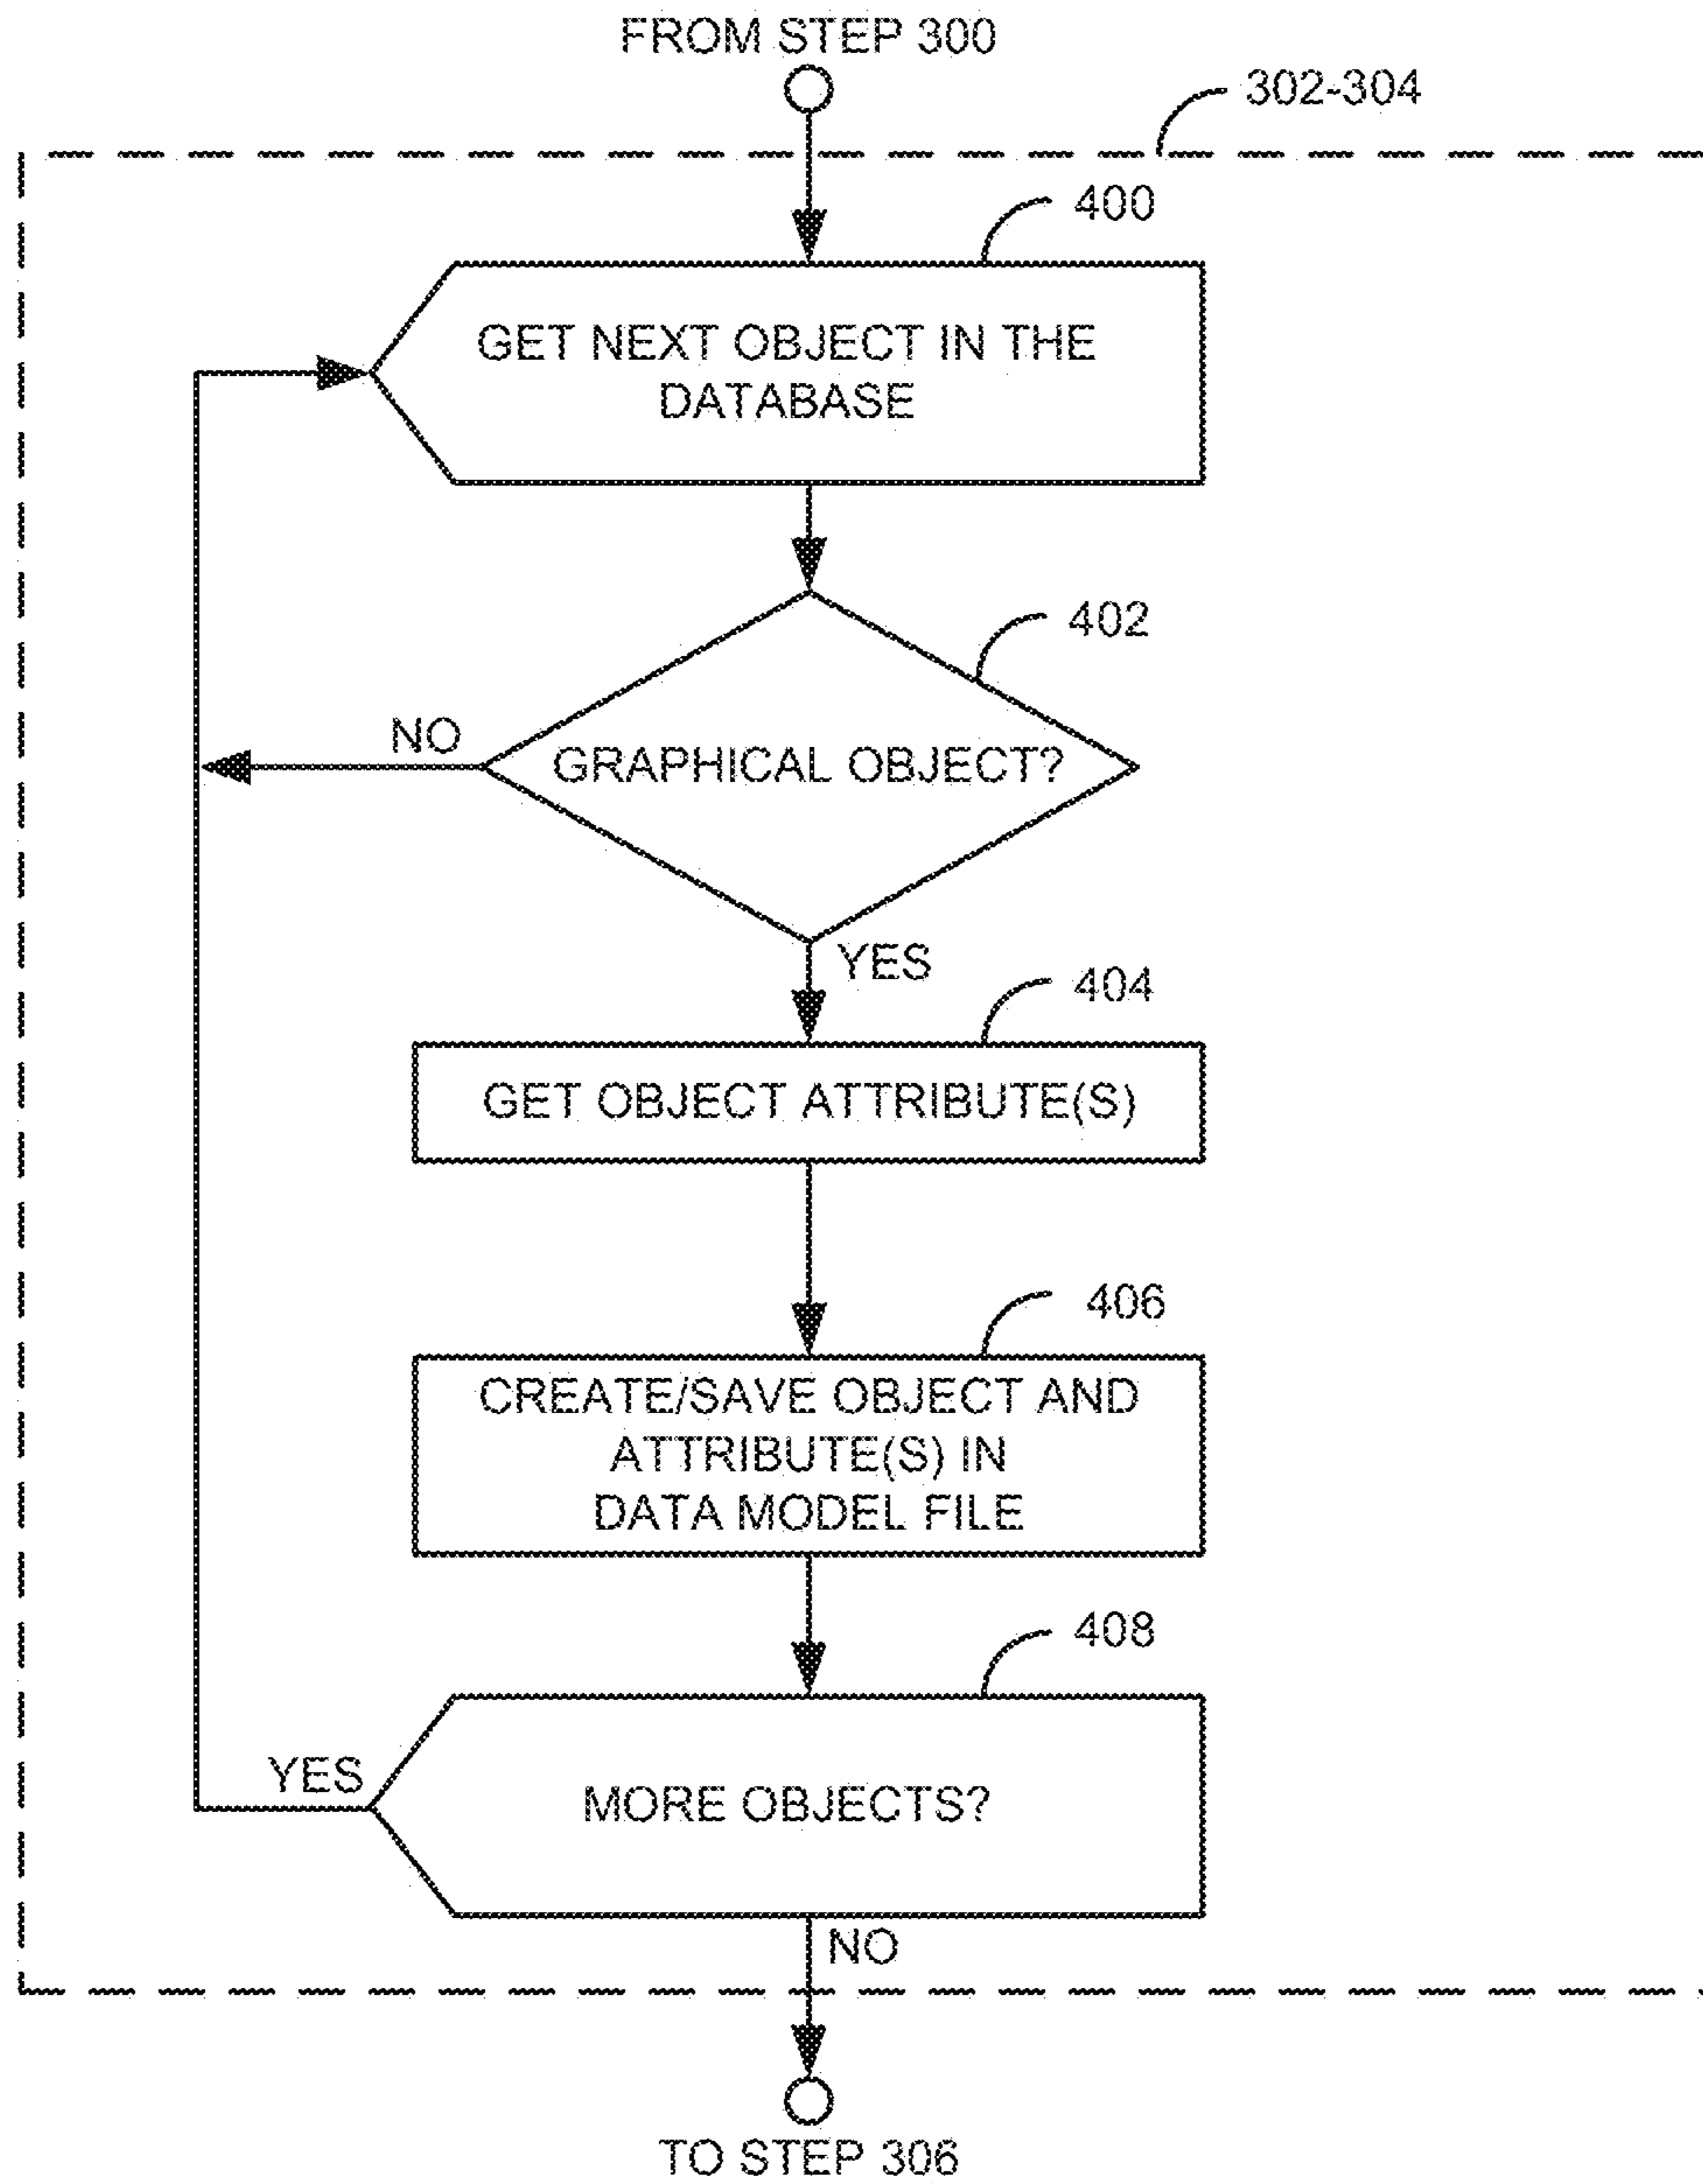 FROM STEP 300
302-304
400
GET NEXT OBJECT IN THE
DATABASE
402
NO
GRAPHICAL OBJECT?
YES
404
GET OBJECT ATTRIBUTE(S)
406
CREATE/SAVE OBJECT AND
ATTRIBUTE(S) IN
DATA MODEL FILE
408
YES
MORE OBJECTS?
NO
TO STEP 306